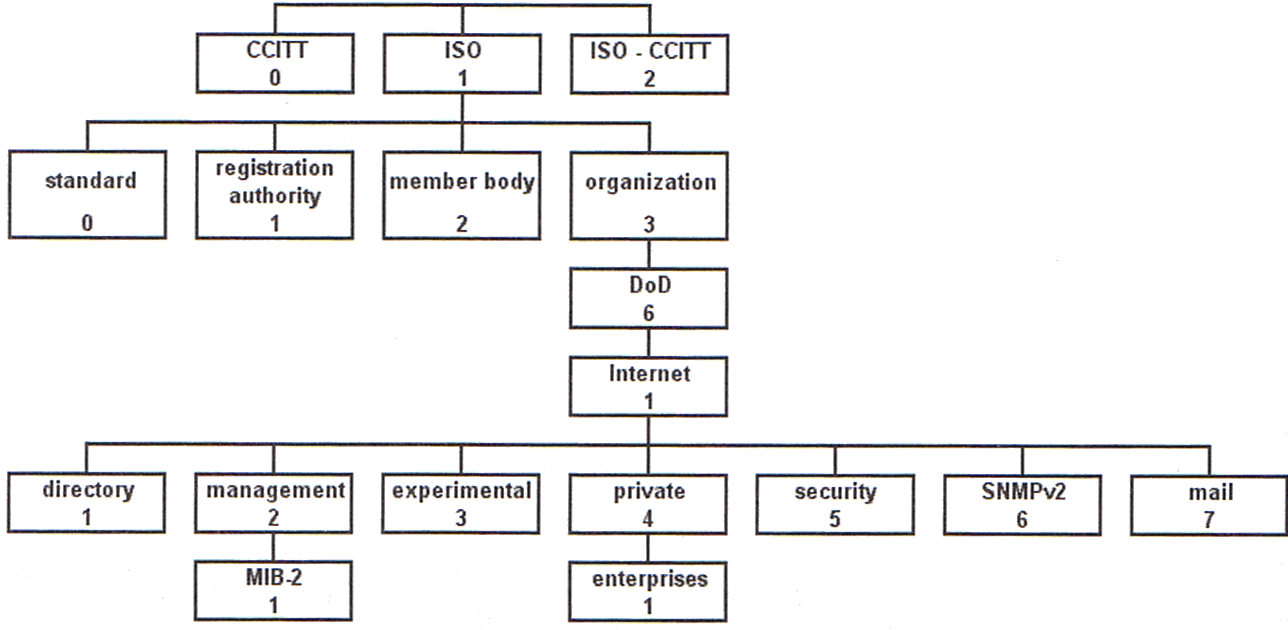 CCITT
0
ISO
1
ISO - CCITT
2
standard
0
registration
authority
1
member body
2
organization
3
DoD
6
Internet
1
directory
1
management
2
experimental
3
private
4
security
5
SNMPv2
6
mail
7
MIB-2
1
enterprises
1